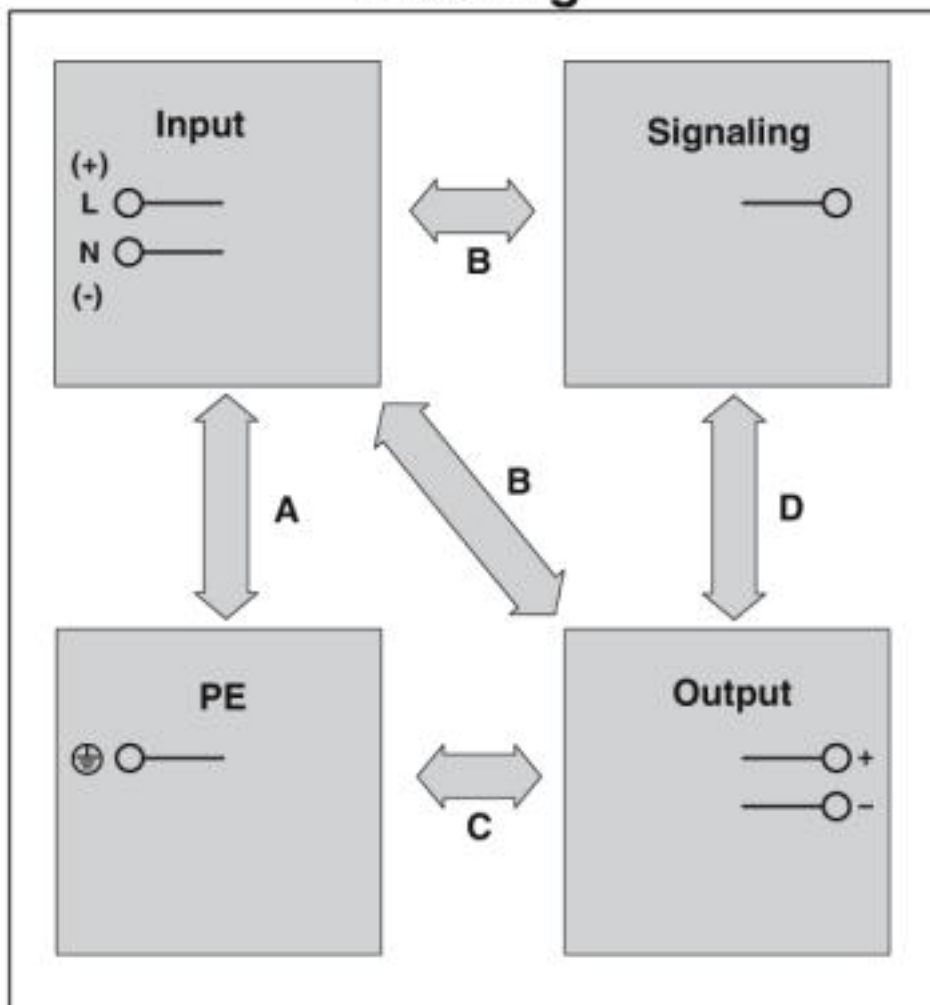 Input
(+)
L
N
(-)
Signaling
B
A
B
D
PE
Output
+
–
C